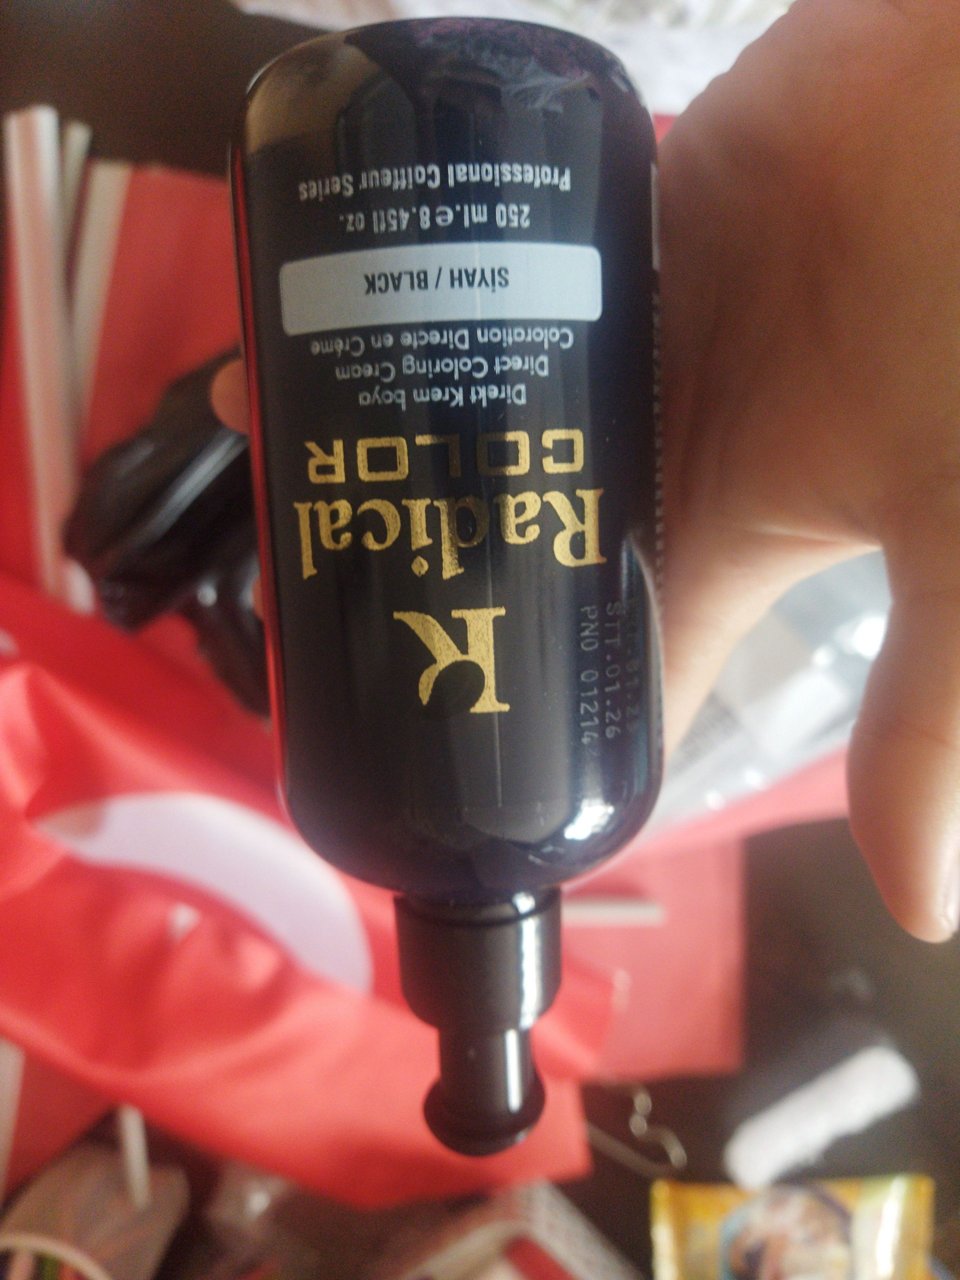 K
Radical
COLOR
Direkt Krem boya
Direct Coloring Cream
Coloration Directe en Crème
SİYAH / BLACK
250 ml.e 8.45fl oz.
Professional Coiffeur Series
STT.01.26
PNO 01214